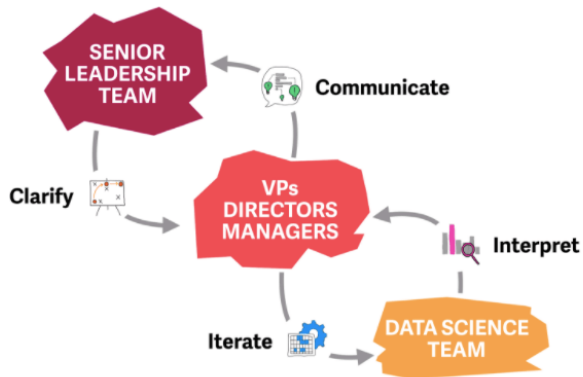 SENIOR
LEADERSHIP
TEAM
Communicate
Clarify
VPs
DIRECTORS
MANAGERS
Interpret
Iterate
DATA SCIENCE
TEAM